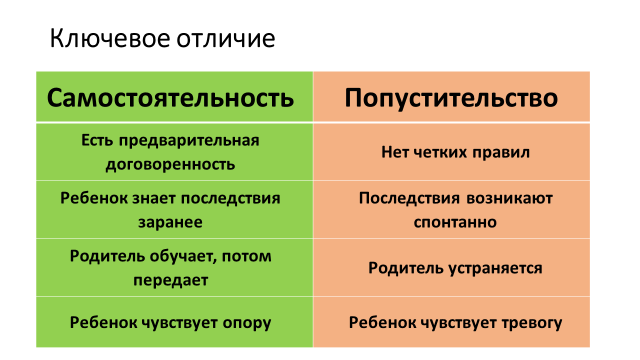 Ключевое отличие
Самостоятельность
Попустительство
Есть предварительная
договоренность
Нет четких правил
Ребенок знает последствия
заранее
Последствия возникают
спонтанно
Родитель обучает, потом
передает
Родитель устраняется
Ребенок чувствует опору
Ребенок чувствует тревогу